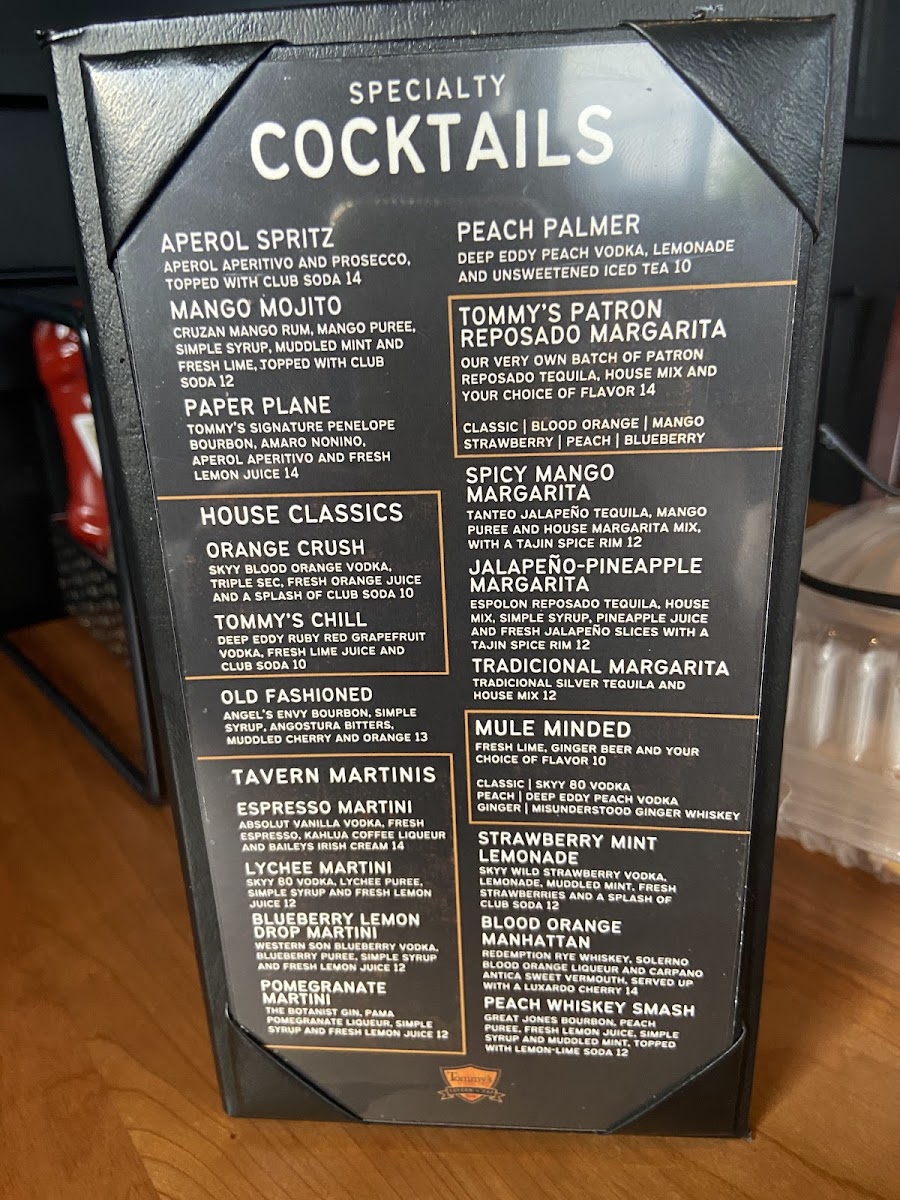 SPECIALTY
COCKTAILS
APEROL SPRITZ
APEROL APERITIVO AND PROSECCO,
TOPPED WITH CLUB SODA 14
MANGO MOJITO
CRUZAN MANGO RUM, MANGO PUREE,
SIMPLE SYRUP, MUDDLED MINT AND
FRESH LIME, TOPPED WITH CLUB
SODA 12
PAPER PLANE
TOMMY'S SIGNATURE PENELOPE
BOURBON, AMARO NONINO,
APEROL APERITIVO AND FRESH
LEMON JUICE 14
HOUSE CLASSICS
ORANGE CRUSH
SKYY BLOOD ORANGE VODKA,
TRIPLE SEC, FRESH ORANGE JUICE
AND A SPLASH OF CLUB SODA 10
TOMMY'S CHILL
DEEP EDDY RUBY RED GRAPEFRUIT
VODKA, FRESH LIME JUICE AND
CLUB SODA 10
OLD FASHIONED
ANGEL'S ENVY BOURBON, SIMPLE
SYRUP, ANGOSTURA BITTERS,
MUDDLED CHERRY AND ORANGE 13
TAVERN MARTINIS
ESPRESSO MARTINI
ABSOLUT VANILLA VODKA, FRESH
ESPRESSO, KAHLUA COFFEE LIQUEUR
AND BAILEYS IRISH CREAM 14
LYCHEE MARTINI
SKYY 80 VODKA, LYCHEE PUREE,
SIMPLE SYRUP AND FRESH LEMON
JUICE 12
BLUEBERRY LEMON
DROP MARTINI
WESTERN SON BLUEBERRY VODKA,
BLUEBERRY PUREE, SIMPLE SYRUP
AND FRESH LEMON JUICE 12
POMEGRANATE
MARTINI
THE BOTANIST GIN, PAMA
POMEGRANATE LIQUEUR, SIMPLE
SYRUP AND FRESH LEMON JUICE 12
PEACH PALMER
DEEP EDDY PEACH VODKA, LEMONADE
AND UNSWEETENED ICED TEA 10
TOMMY'S PATRON
REPOSADO MARGARITA
OUR VERY OWN BATCH OF PATRON
REPOSADO TEQUILA, HOUSE MIX AND
YOUR CHOICE OF FLAVOR 14
CLASSIC | BLOOD ORANGE | MANGO
STRAWBERRY | PEACH | BLUEBERRY
SPICY MANGO
MARGARITA
TANTEO JALAPEÑO TEQUILA, MANGO
PUREE AND HOUSE MARGARITA MIX,
WITH A TAJIN SPICE RIM 12
JALAPEÑO-PINEAPPLE
MARGARITA
ESPOLON REPOSADO TEQUILA, HOUSE
MIX, SIMPLE SYRUP, PINEAPPLE JUICE
AND FRESH JALAPEÑO SLICES WITH A
TAJIN SPICE RIM 12
TRADICIONAL MARGARITA
TRADICIONAL SILVER TEQUILA AND
HOUSE MIX 12
MULE MINDED
FRESH LIME, GINGER BEER AND YOUR
CHOICE OF FLAVOR 10
CLASSIC | SKYY 80 VODKA
PEACH | DEEP EDDY PEACH VODKA
GINGER | MISUNDERSTOOD GINGER WHISKEY
STRAWBERRY MINT
LEMONADE
SKYY WILD STRAWBERRY VODKA,
LEMONADE, MUDDLED MINT, FRESH
STRAWBERRIES AND A SPLASH OF
CLUB SODA 12
BLOOD ORANGE
MANHATTAN
REDEMPTION RYE WHISKEY, SOLERNO
BLOOD ORANGE LIQUEUR AND CARPANO
ANTICA SWEET VERMOUTH, SERVED UP
WITH A LUXARDO CHERRY 14
PEACH WHISKEY SMASH
GREAT JONES BOURBON, PEACH
PUREE, FRESH LEMON JUICE, SIMPLE
SYRUP AND MUDDLED MINT, TOPPED
WITH LEMON-LIME SODA 12
Tommy's